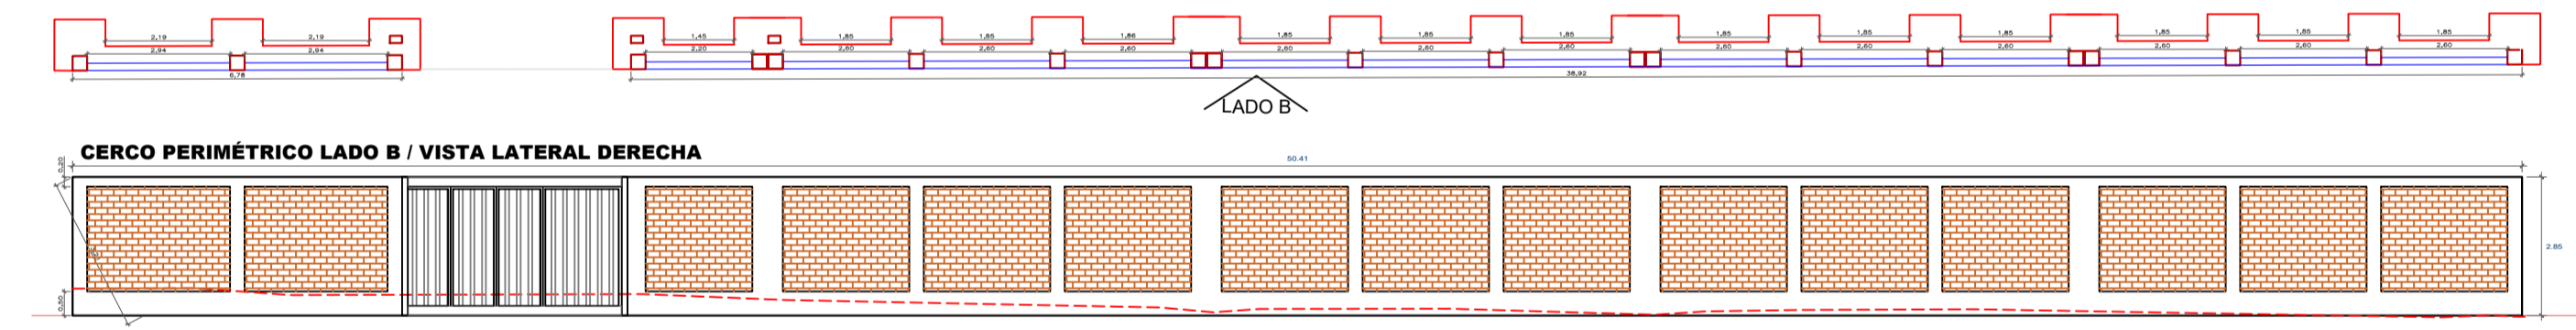 2,19 2,19 1,45 1,85 1,85 1,86 1,85 1,85 1,85 1,85 1,85 1,85 1,85 1,85 1,85
2,94 2,94 2,20 2,60 2,60 2,60 2,60 2,60 2,60 2,60 2,60 2,60 2,60 2,60 2,60
6,78 38,92
LADO B
CERCO PERIMÉTRICO LADO B / VISTA LATERAL DERECHA
50.41
0,20
2.85
0,50